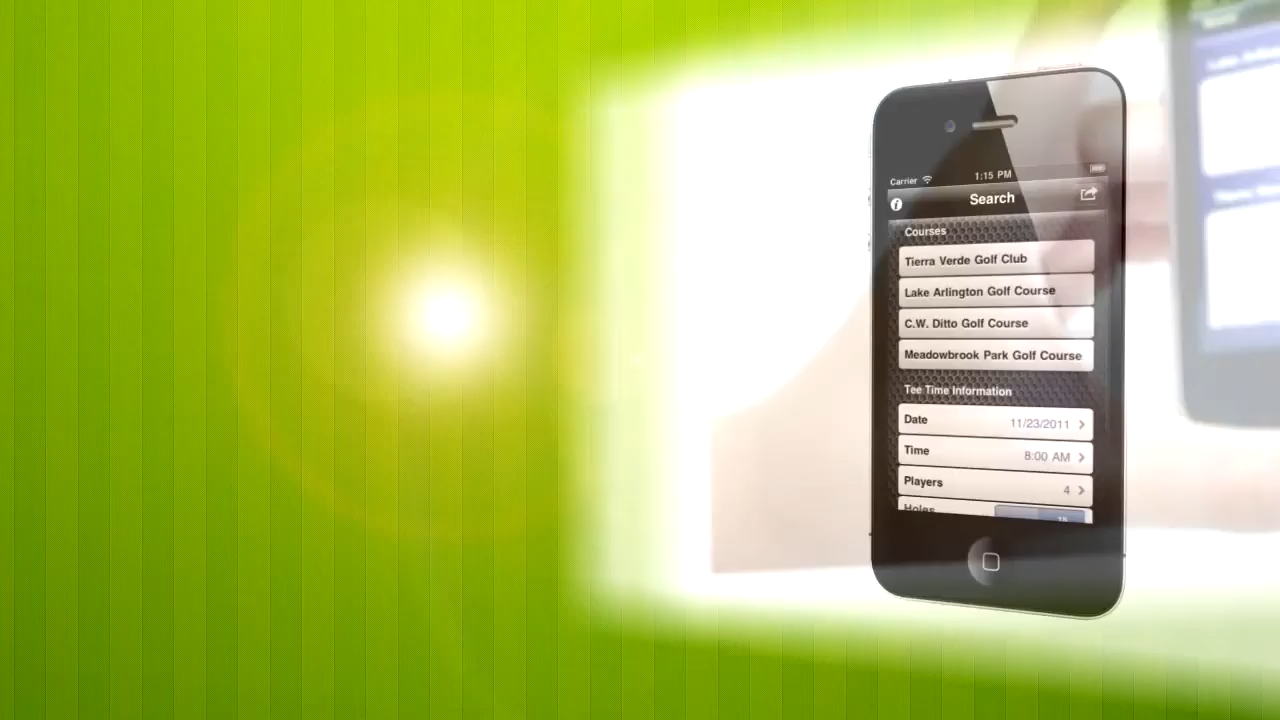 Carrier 1:15 PM
Search
Courses
Tierra Verde Golf Club
Lake Arlington Golf Course
C.W. Ditto Golf Course
Meadowbrook Park Golf Course
Tee Time Information
Date 11/23/2011
Time 8:00 AM
Players 4
Holes